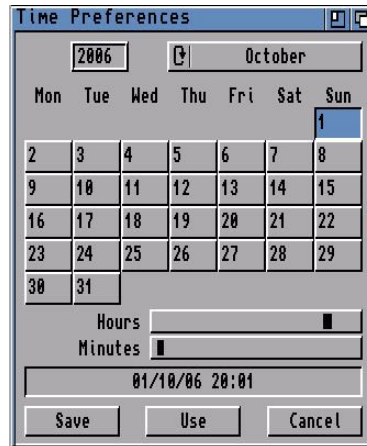 Time Preferences
2006 October
Mon Tue Wed Thu Fri Sat Sun
1
2 3 4 5 6 7 8
9 10 11 12 13 14 15
16 17 18 19 20 21 22
23 24 25 26 27 28 29
30 31
Hours
Minutes
01/10/06 20:01
Save Use Cancel